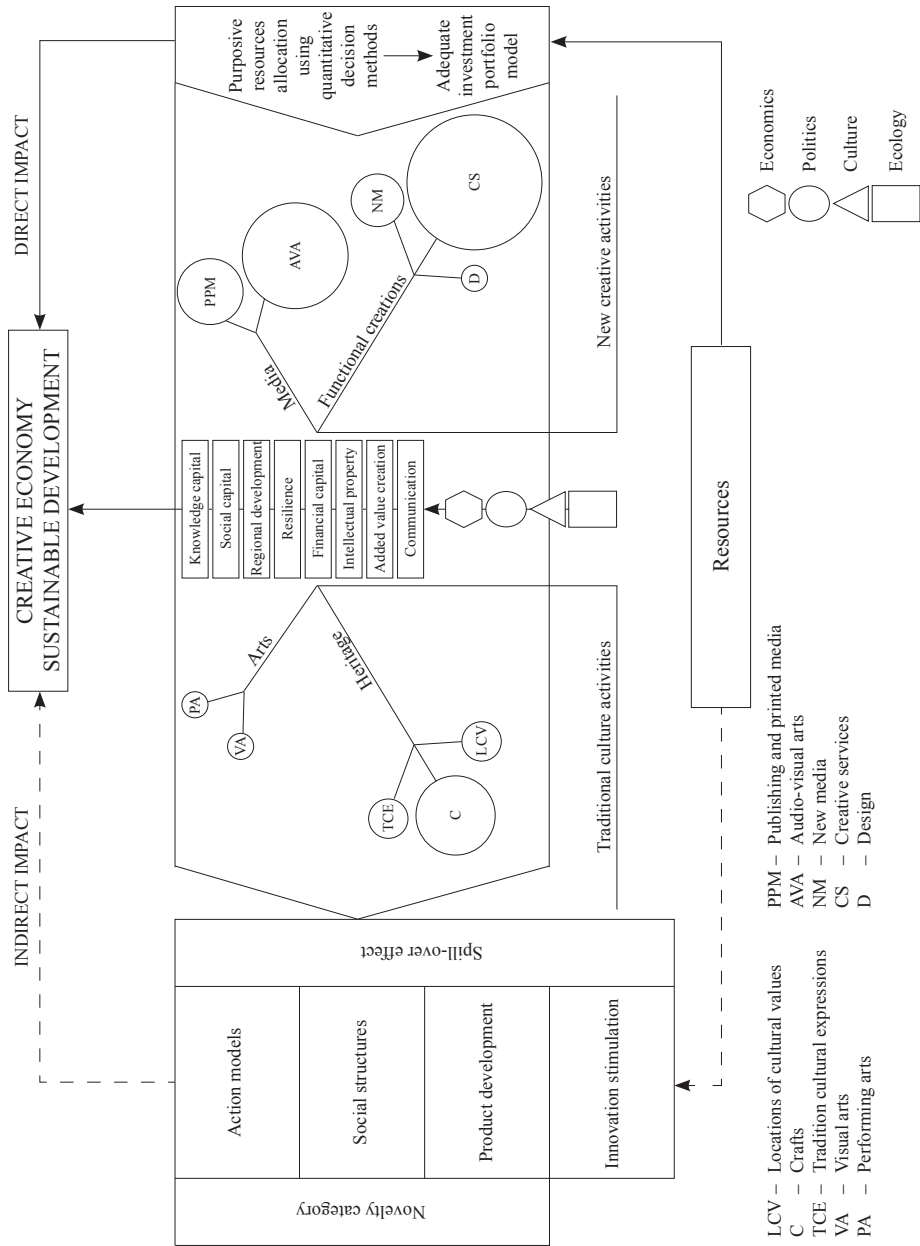 CREATIVE ECONOMY
SUSTAINABLE DEVELOPMENT
INDIRECT IMPACT
DIRECT IMPACT
Novelty category
Action models
Social structures
Product development
Innovation stimulation
Spill-over effect
PA
VA
Arts
Heritage
TCE
C
LCV
Traditional culture activities
Knowledge capital
Social capital
Regional development
Resilience
Financial capital
Intellectual property
Added value creation
Communication
PPM
AVA
Media
Functional creations
NM
CS
D
New creative activities
Purposive
resources
allocation
using
quantitative
decision
methods
Adequate
investment
portfolio
model
Resources
LCV – Locations of cultural values
C – Crafts
TCE – Tradition cultural expressions
VA – Visual arts
PA – Performing arts
PPM – Publishing and printed media
AVA – Audio-visual arts
NM – New media
CS – Creative services
D – Design
Economics
Politics
Culture
Ecology